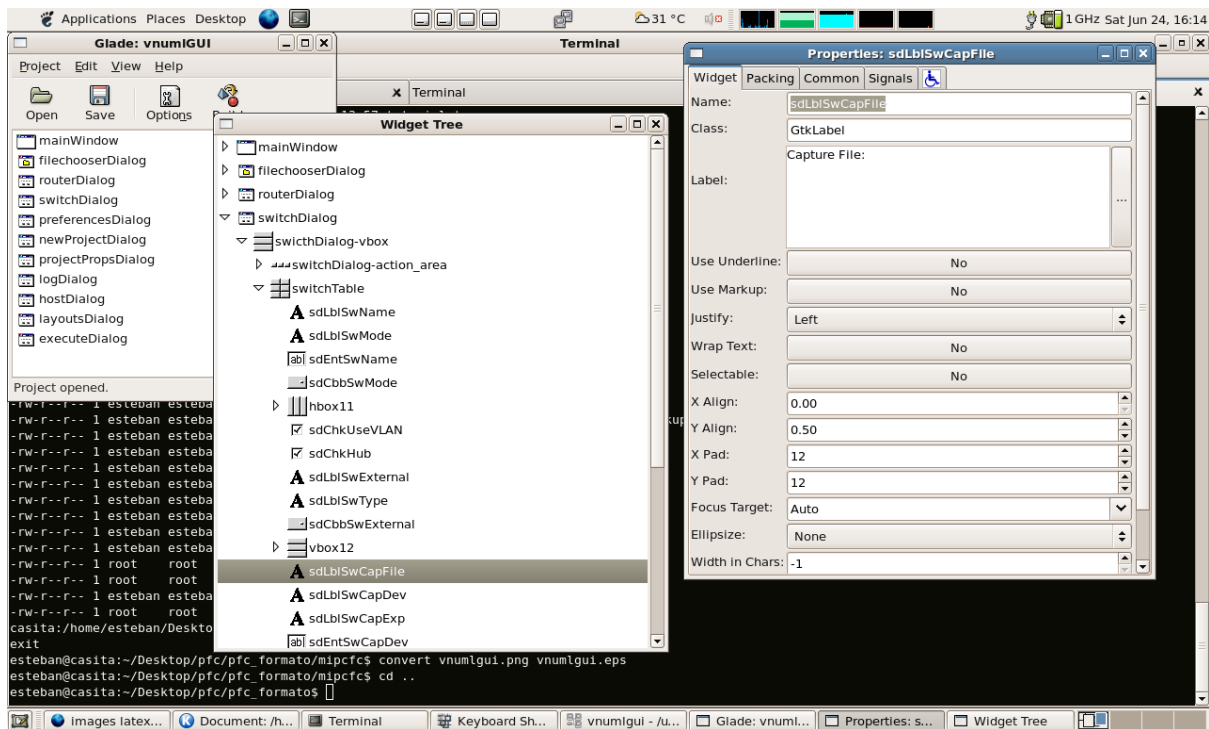 Applications Places Desktop
31 °C
1 GHz Sat Jun 24, 16:14
Glade: vnumlGUI
Project Edit View Help
Open Save Options
mainWindow
filechooserDialog
routerDialog
switchDialog
preferencesDialog
newProjectDialog
projectPropsDialog
logDialog
hostDialog
layoutsDialog
executeDialog
Project opened.
Terminal
Terminal
Widget Tree
mainWindow
filechooserDialog
routerDialog
switchDialog
swicthDialog-vbox
switchDialog-action_area
switchTable
sdLblSwName
sdLblSwMode
sdEntSwName
sdCbbSwMode
hbox11
sdChkUseVLAN
sdChkHub
sdLblSwExternal
sdLblSwType
sdCbbSwExternal
vbox12
sdLblSwCapFile
sdLblSwCapDev
sdLblSwCapExp
sdEntSwCapDev
Properties: sdLblSwCapFile
Widget Packing Common Signals
Name: sdLblSwCapFile
Class: GtkLabel
Label: Capture File:
...
Use Underline: No
Use Markup: No
Justify: Left
Wrap Text: No
Selectable: No
X Align: 0.00
Y Align: 0.50
X Pad: 12
Y Pad: 12
Focus Target: Auto
Ellipsize: None
Width in Chars: -1
-rw-r--r-- 1 esteban esteba
-rw-r--r-- 1 esteban esteba
-rw-r--r-- 1 esteban esteba
-rw-r--r-- 1 esteban esteba
-rw-r--r-- 1 esteban esteba
-rw-r--r-- 1 esteban esteba
-rw-r--r-- 1 esteban esteba
-rw-r--r-- 1 esteban esteba
-rw-r--r-- 1 esteban esteba
-rw-r--r-- 1 esteban esteba
-rw-r--r-- 1 root root
-rw-r--r-- 1 root root
-rw-r--r-- 1 esteban esteba
-rw-r--r-- 1 root root
casita:/home/esteban/Deskto
exit
esteban@casita:~/Desktop/pfc/pfc_formato/mipcfc$ convert vnumlgui.png vnumlgui.eps
esteban@casita:~/Desktop/pfc/pfc_formato/mipcfc$ cd ..
esteban@casita:~/Desktop/pfc/pfc_formato$
images latex... Document: /h... Terminal Keyboard Sh... vnumlgui - /u... Glade: vnuml... Properties: s... Widget Tree